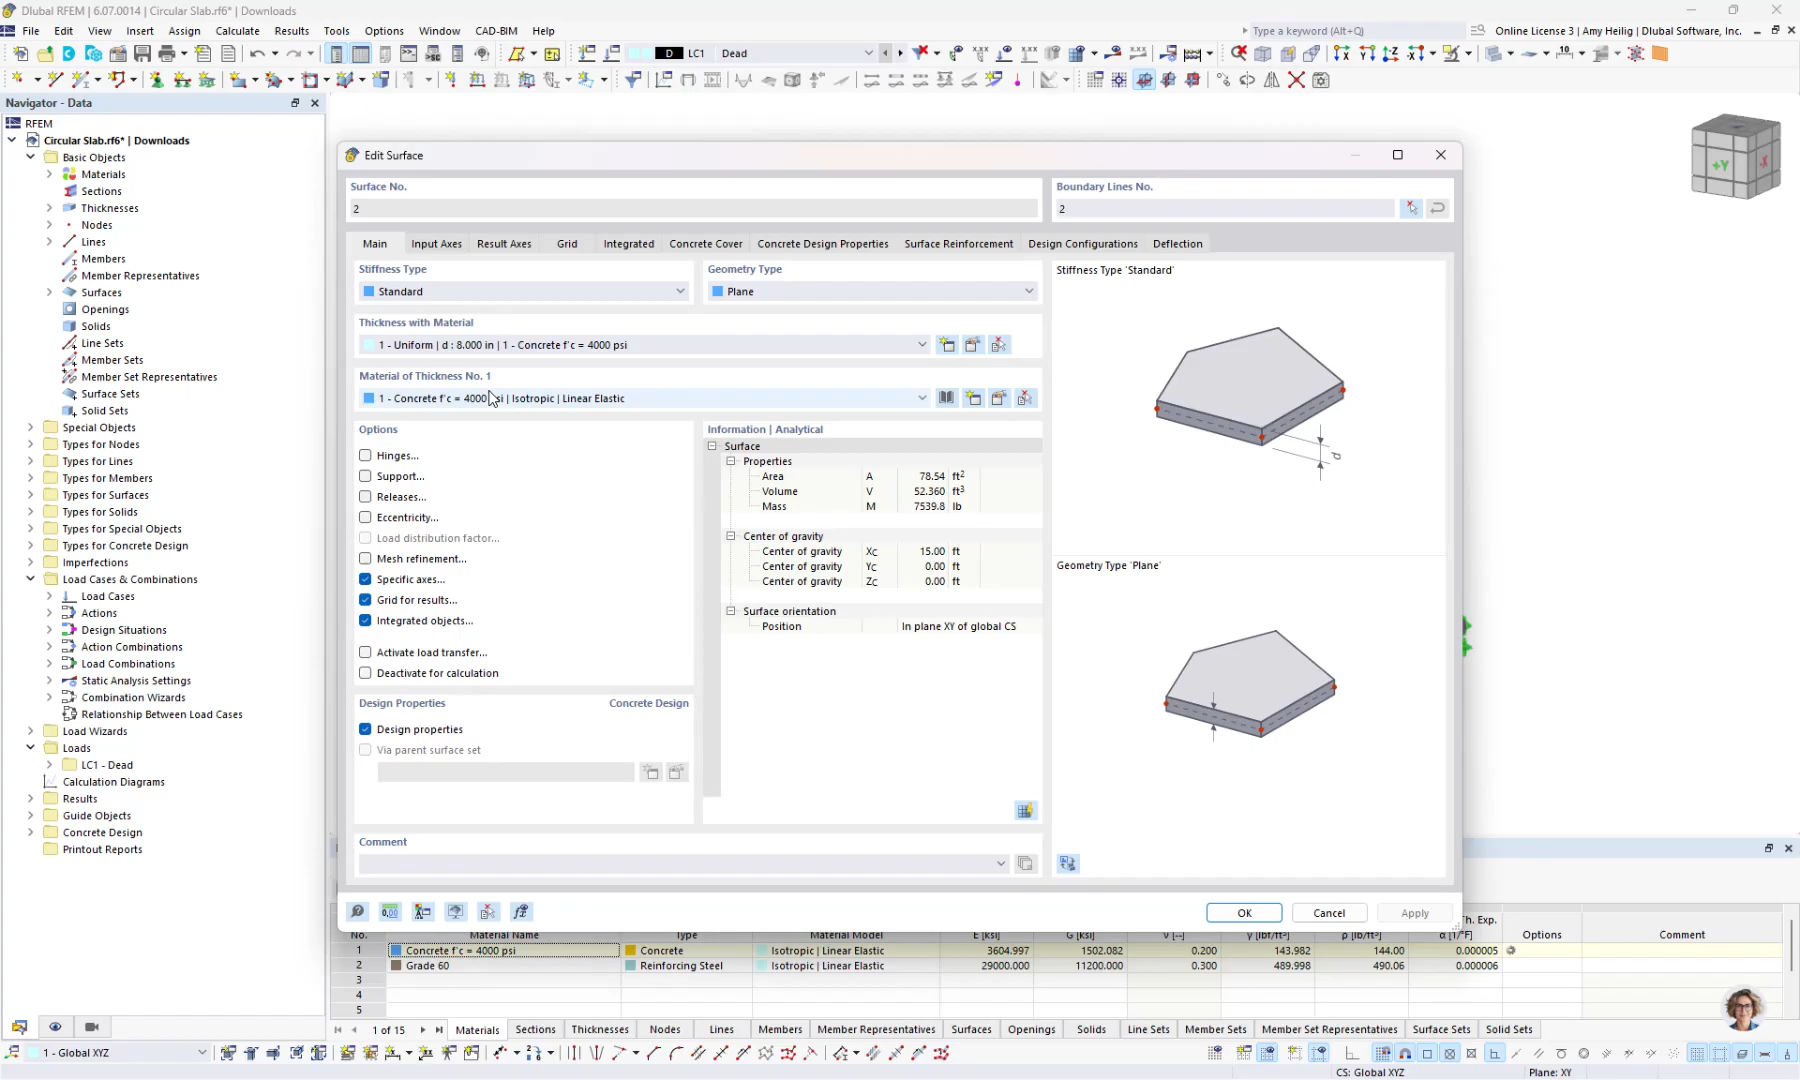 Dlubal RFEM | 6.07.0014 | Circular Slab.rf6* | Downloads
File Edit View Insert Assign Calculate Results Tools Options Window CAD-BIM Help
Type a keyword (Alt+Q)
Online License 3 | Amy Heilig | Dlubal Software, Inc.
D LC1 Dead
Navigator - Data
RFEM
Circular Slab.rf6* | Downloads
Basic Objects
Materials
Sections
Thicknesses
Nodes
Lines
Members
Member Representatives
Surfaces
Openings
Solids
Line Sets
Member Sets
Member Set Representatives
Surface Sets
Solid Sets
Special Objects
Types for Nodes
Types for Lines
Types for Members
Types for Surfaces
Types for Solids
Types for Special Objects
Types for Concrete Design
Imperfections
Load Cases & Combinations
Load Cases
Actions
Design Situations
Action Combinations
Load Combinations
Static Analysis Settings
Combination Wizards
Relationship Between Load Cases
Load Wizards
Loads
LC1 - Dead
Calculation Diagrams
Results
Guide Objects
Concrete Design
Printout Reports
+Y -X
Edit Surface
Surface No.
2
Boundary Lines No.
2
Main Input Axes Result Axes Grid Integrated Concrete Cover Concrete Design Properties Surface Reinforcement Design Configurations Deflection
Stiffness Type
Standard
Geometry Type
Plane
Thickness with Material
1 - Uniform | d : 8.000 in | 1 - Concrete f'c = 4000 psi
Material of Thickness No. 1
1 - Concrete f'c = 4000 psi | Isotropic | Linear Elastic
Options
Hinges...
Support...
Releases...
Eccentricity...
Load distribution factor...
Mesh refinement...
Specific axes...
Grid for results...
Integrated objects...
Activate load transfer...
Deactivate for calculation
Design Properties Concrete Design
Design properties
Via parent surface set
Information | Analytical
Surface
Properties
Area A 78.54 ft2
Volume V 52.360 ft3
Mass M 7539.8 lb
Center of gravity
Center of gravity XC 15.00 ft
Center of gravity YC 0.00 ft
Center of gravity ZC 0.00 ft
Surface orientation
Position In plane XY of global CS
Stiffness Type 'Standard'
d
Geometry Type 'Plane'
Comment
OK Cancel Apply
No. Material Name Type Material Model E [ksi] G [ksi] ν [--] γ [lbf/ft³] ρ [lb/ft³] Th. Exp. α [1/°F] Options Comment
1 Concrete f'c = 4000 psi Concrete Isotropic | Linear Elastic 3604.997 1502.082 0.200 143.982 144.00 0.000005
2 Grade 60 Reinforcing Steel Isotropic | Linear Elastic 29000.000 11200.000 0.300 489.998 490.06 0.000006
3
4
5
1 of 15 Materials Sections Thicknesses Nodes Lines Members Member Representatives Surfaces Openings Solids Line Sets Member Sets Member Set Representatives Surface Sets Solid Sets
1 - Global XYZ
CS: Global XYZ Plane: XY